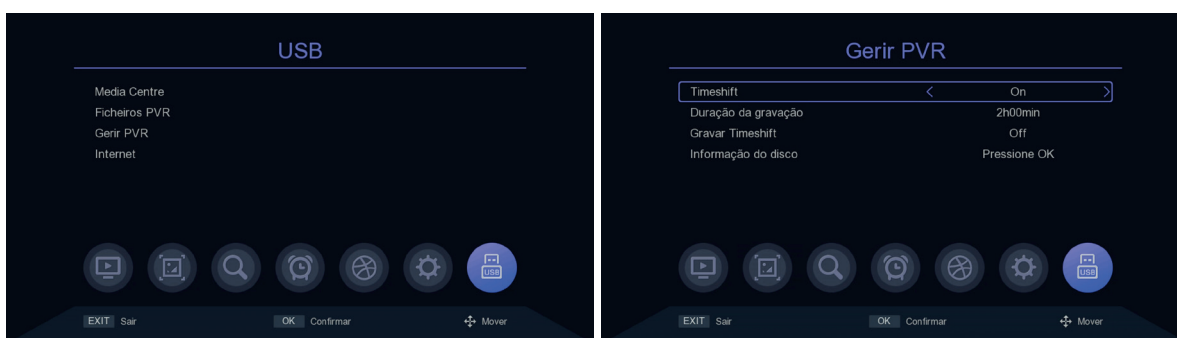 USB
Media Centre
Ficheiros PVR
Gerir PVR
Internet
USB
EXIT Sair OK Confirmar Mover
Gerir PVR
Timeshift On
Duração da gravação 2h00min
Gravar Timeshift Off
Informação do disco Pressione OK
USB
EXIT Sair OK Confirmar Mover